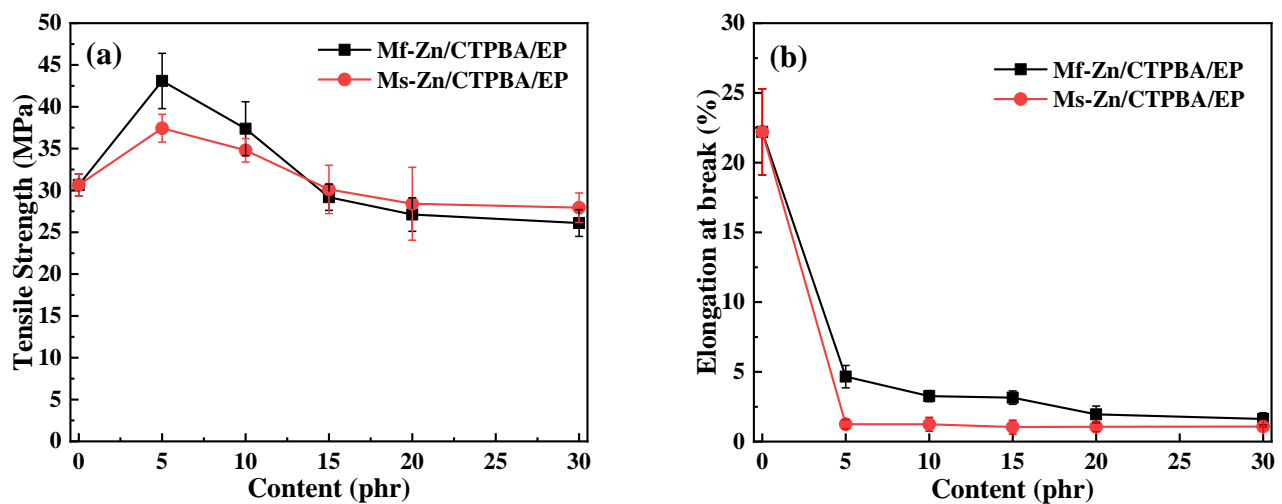 (a)
Mf-Zn/CTPBA/EP
Ms-Zn/CTPBA/EP
Tensile Strength (MPa)
50
45
40
35
30
25
20
15
10
5
0
0 5 10 15 20 25 30
Content (phr)
(b)
Mf-Zn/CTPBA/EP
Ms-Zn/CTPBA/EP
Elongation at break (%)
30
25
20
15
10
5
0
0 5 10 15 20 25 30
Content (phr)